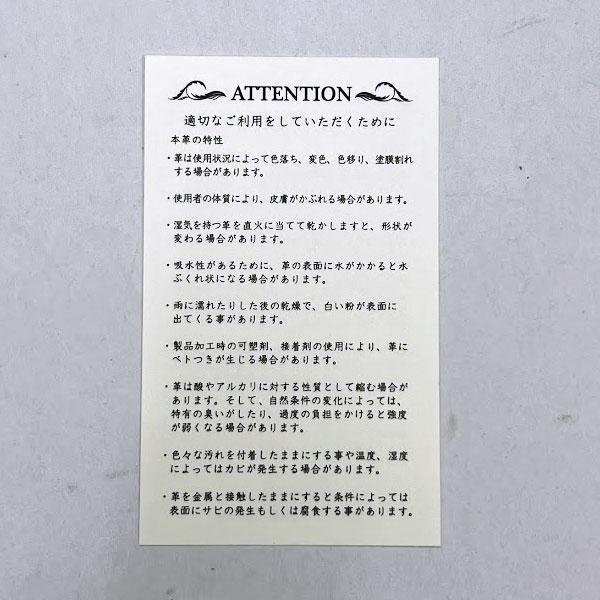 ATTENTION
適切なご利用をしていただくために
本革の特性
・革は使用状況によって色落ち、変色、色移り、塗膜割れ
する場合があります。
・使用者の体質により、皮膚がかぶれる場合があります。
・湿気を持つ革を直火に当てて乾かしますと、形状が
変わる場合があります。
・吸水性があるために、革の表面に水がかかると水
ぶくれ状になる場合があります。
・雨に濡れたりした後の乾燥で、白い粉が表面に
出てくる事があります。
・製品加工時の可塑剤、接着剤の使用により、革に
ベトつきが生じる場合があります。
・革は酸やアルカリに対する性質として縮む場合が
あります。そして、自然条件の変化によっては、
特有の臭いがしたり、過度の負担をかけると強度
が弱くなる場合があります。
・色々な汚れを付着したままにする事や温度、湿度
によってはカビが発生する場合があります。
・革を金属と接触したままにすると条件によっては
表面にサビの発生もしくは腐食する事があります。